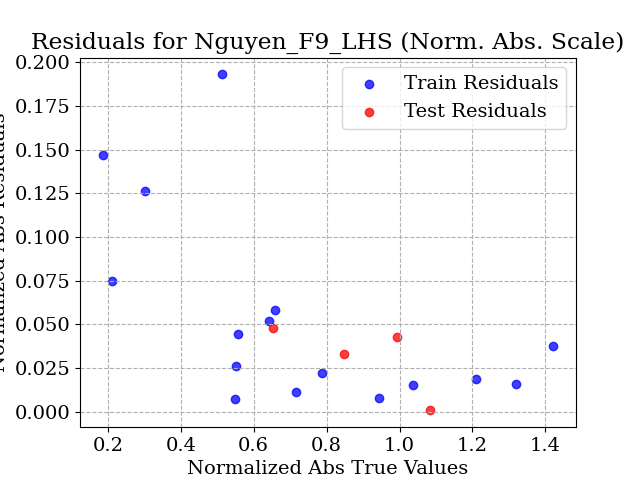 Residuals for Nguyen_F9_LHS (Norm. Abs. Scale)
Train Residuals
Test Residuals
Normalized Abs Residuals
0.200
0.175
0.150
0.125
0.100
0.075
0.050
0.025
0.000
0.2 0.4 0.6 0.8 1.0 1.2 1.4
Normalized Abs True Values